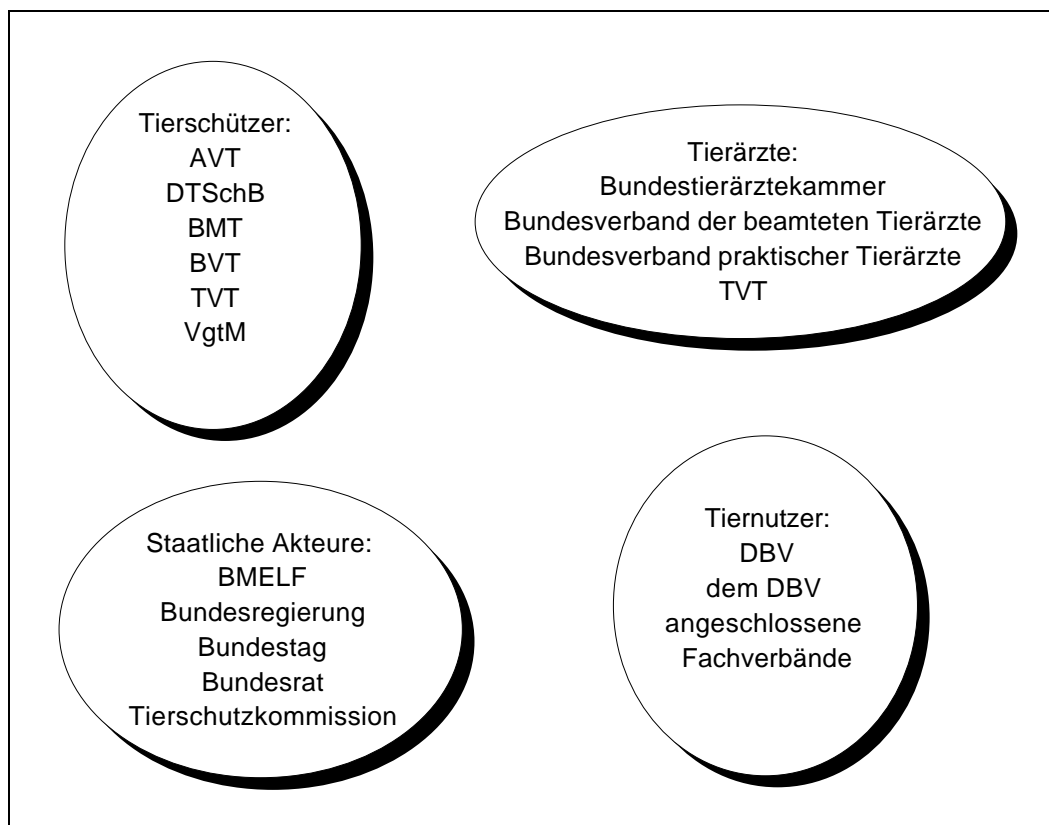 Tierschützer:
AVT
DTSchB
BMT
BVT
TVT
VgtM
Tierärzte:
Bundestierärztekammer
Bundesverband der beamteten Tierärzte
Bundesverband praktischer Tierärzte
TVT
Staatliche Akteure:
BMELF
Bundesregierung
Bundestag
Bundesrat
Tierschutzkommission
Tiernutzer:
DBV
dem DBV
angeschlossene
Fachverbände